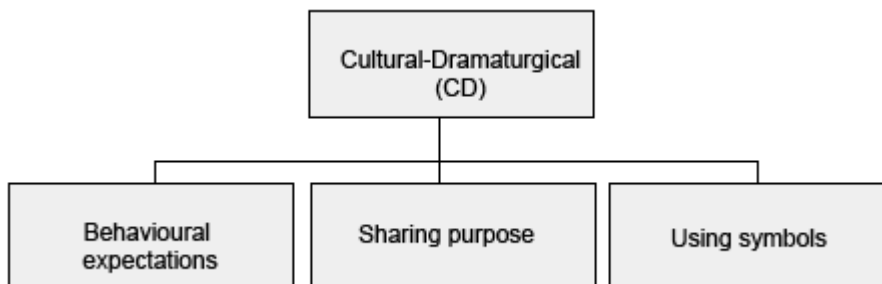 Cultural-Dramaturgical
(CD)
Behavioural
expectations
Sharing purpose
Using symbols